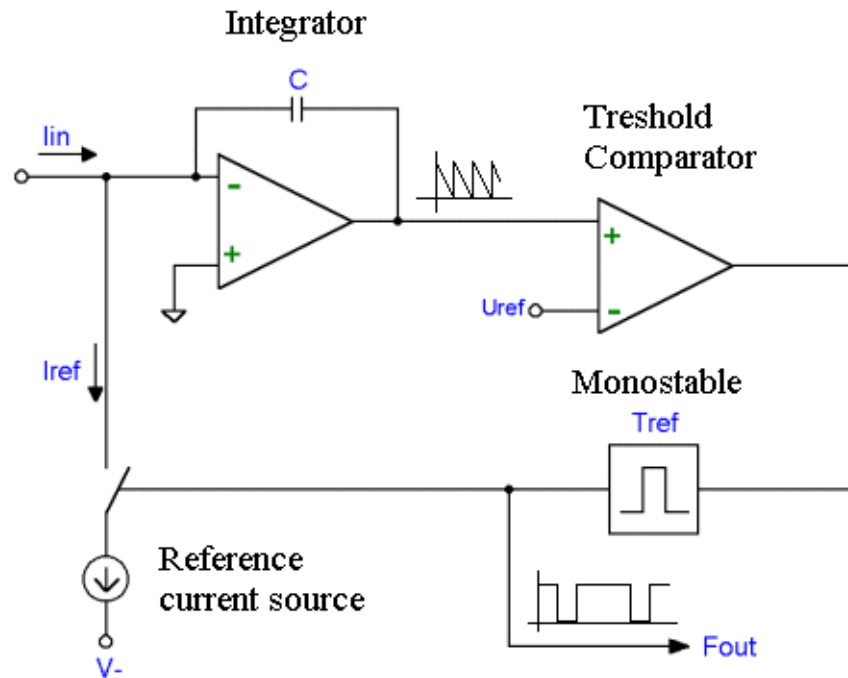 Integrator
C
Iin
Treshold
Comparator
-
+
+
-
Uref
Iref
Monostable
Tref
Reference
current source
V-
Fout